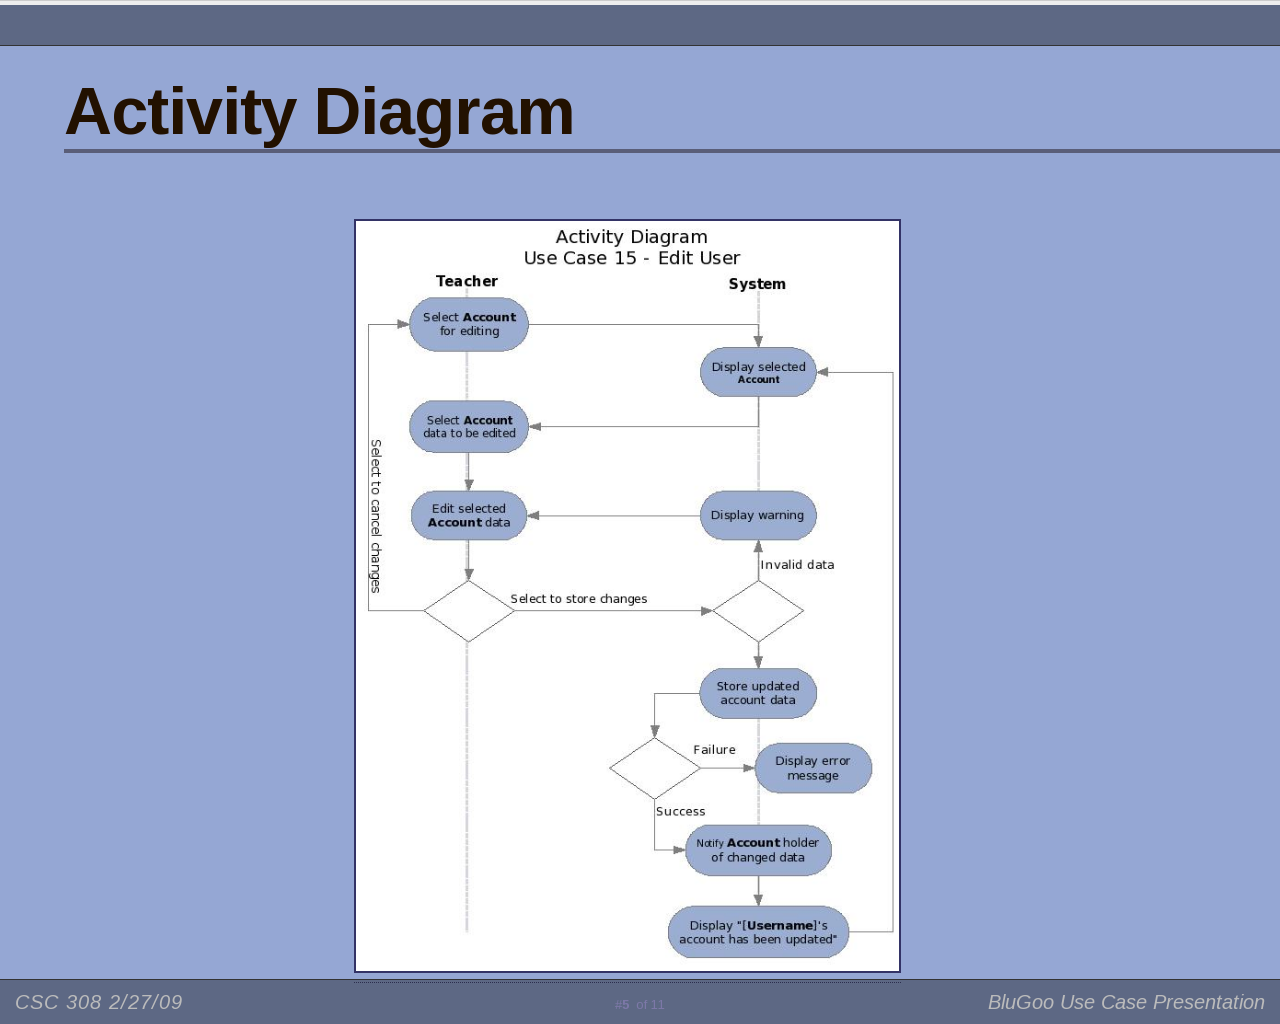 Activity Diagram
Activity Diagram
Use Case 15 - Edit User
Teacher
System
Select Account
for editing
Display selected
Account
Select Account
data to be edited
Select to cancel changes
Edit selected
Account data
Display warning
Invalid data
Select to store changes
Store updated
account data
Failure
Display error
message
Success
Notify Account holder
of changed data
Display "[Username]'s
account has been updated"
CSC 308 2/27/09
#5 of 11
BluGoo Use Case Presentation